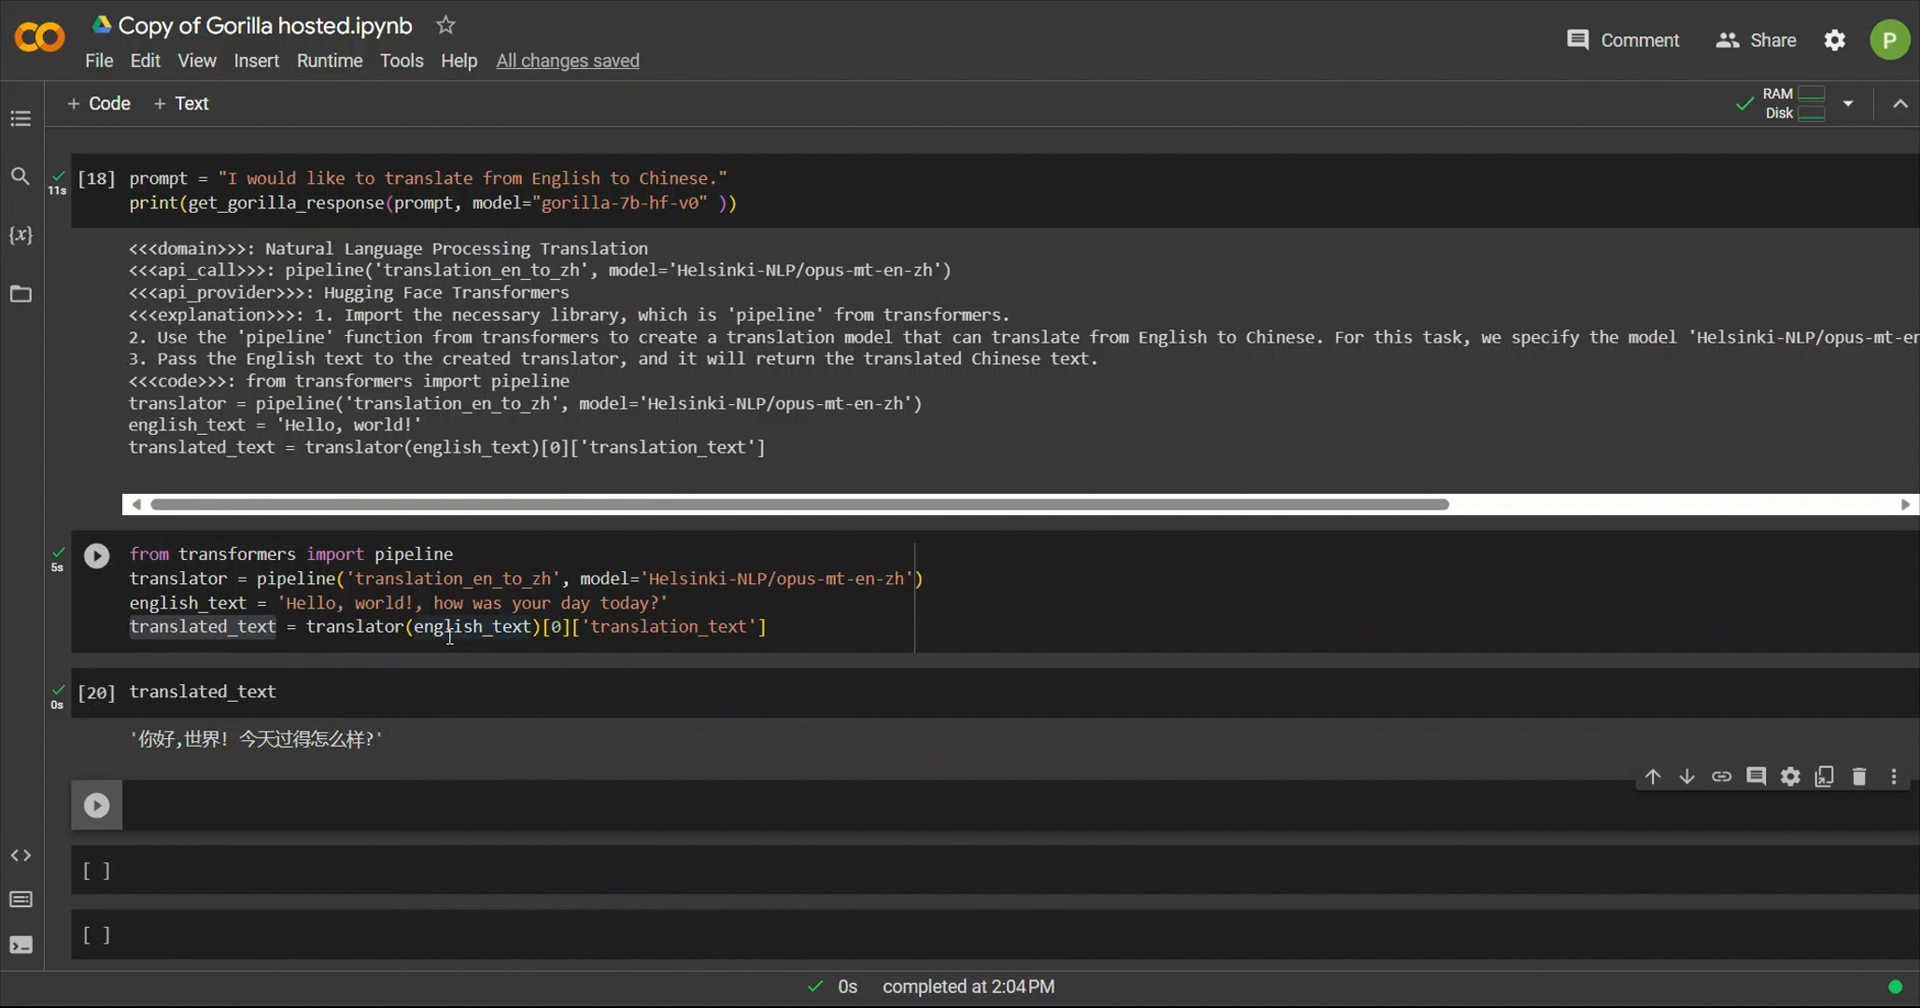 Copy of Gorilla hosted.ipynb
Comment
Share
P
File Edit View Insert Runtime Tools Help All changes saved
+ Code + Text
RAM
Disk
11s
[18] prompt = "I would like to translate from English to Chinese."
print(get_gorilla_response(prompt, model="gorilla-7b-hf-v0" ))
{x}
<<<domain>>>: Natural Language Processing Translation
<<<api_call>>>: pipeline('translation_en_to_zh', model='Helsinki-NLP/opus-mt-en-zh')
<<<api_provider>>>: Hugging Face Transformers
<<<explanation>>>: 1. Import the necessary library, which is 'pipeline' from transformers.
2. Use the 'pipeline' function from transformers to create a translation model that can translate from English to Chinese. For this task, we specify the model 'Helsinki-NLP/opus-mt-en
3. Pass the English text to the created translator, and it will return the translated Chinese text.
<<<code>>>: from transformers import pipeline
translator = pipeline('translation_en_to_zh', model='Helsinki-NLP/opus-mt-en-zh')
english_text = 'Hello, world!'
translated_text = translator(english_text)[0]['translation_text']
5s
from transformers import pipeline
translator = pipeline('translation_en_to_zh', model='Helsinki-NLP/opus-mt-en-zh')
english_text = 'Hello, world!, how was your day today?'
translated_text = translator(english_text)[0]['translation_text']
0s
[20] translated_text
'你好,世界! 今天过得怎么样?'
[ ]
[ ]
0s completed at 2:04 PM